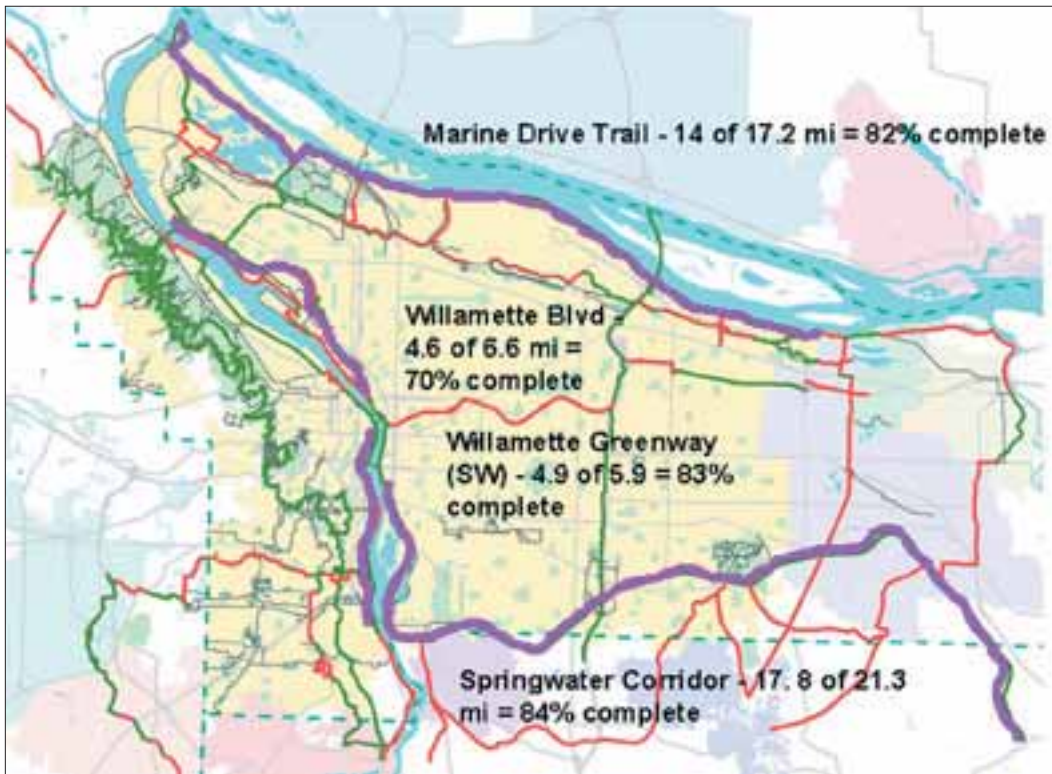 Marine Drive Trail - 14 of 17.2 mi = 82% complete
Willamette Blvd -
4.6 of 6.6 mi =
70% complete
Willamette Greenway
(SW) - 4.9 of 5.9 = 83%
complete
Springwater Corridor - 17. 8 of 21.3
mi = 84% complete